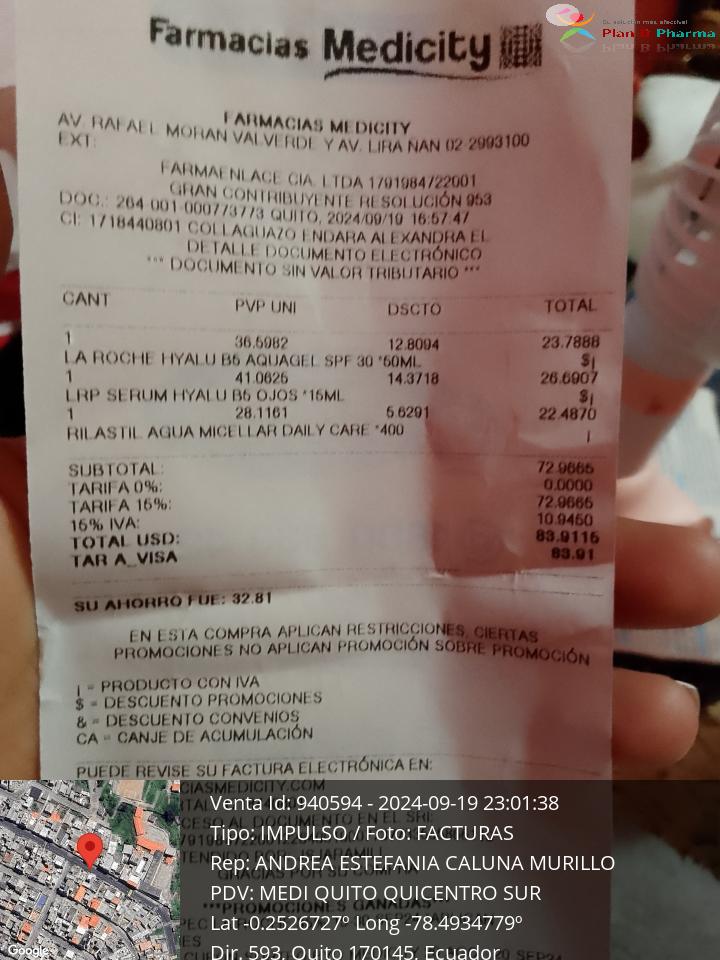 Farmacias Medicity
Su solución más efectiva!
Plan B Pharma
FARMACIAS MEDICITY
AV. RAFAEL MORAN VALVERDE Y AV. LIRA ÑAN 02-2993100
EXT:
FARMAENLACE CIA. LTDA 1791984722001
GRAN CONTRIBUYENTE RESOLUCIÓN 953
DOC.: 264-001-000773773 QUITO, 2024/09/19 16:57:47
CI: 1718440801 COLLAGUAZO ENDARA ALEXANDRA EL
DETALLE DOCUMENTO ELECTRÓNICO
*** DOCUMENTO SIN VALOR TRIBUTARIO ***
CANT PVP UNI DSCTO TOTAL
1 36.5982 12.8094 23.7888
LA ROCHE HYALU B5 AQUAGEL SPF 30 *50ML $¡
1 41.0625 14.3718 26.6907
LRP SERUM HYALU B5 OJOS *15ML $¡
1 28.1161 5.6291 22.4870
RILASTIL AGUA MICELLAR DAILY CARE *400 ¡
SUBTOTAL: 72.9665
TARIFA 0%: 0.0000
TARIFA 15%: 72.9665
15% IVA: 10.9450
TOTAL USD: 83.9115
TAR A_VISA 83.91
SU AHORRO FUE: 32.81
EN ESTA COMPRA APLICAN RESTRICCIONES, CIERTAS
PROMOCIONES NO APLICAN PROMOCIÓN SOBRE PROMOCIÓN
¡ = PRODUCTO CON IVA
$ = DESCUENTO PROMOCIONES
& = DESCUENTO CONVENIOS
CA = CANJE DE ACUMULACIÓN
PUEDE REVISE SU FACTURA ELECTRÓNICA EN:
Venta Id: 940594 - 2024-09-19 23:01:38
Tipo: IMPULSO / Foto: FACTURAS
Rep: ANDREA ESTEFANIA CALUNA MURILLO
PDV: MEDI QUITO QUICENTRO SUR
Lat -0.2526727º Long -78.4934779º
Dir. 593, Quito 170145, Ecuador
Google